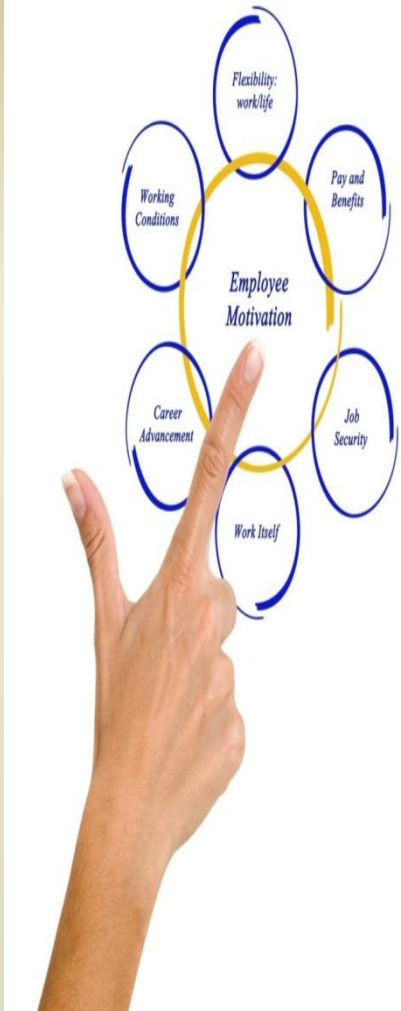 Flexibility:
work/life
Pay and
Benefits
Working
Conditions
Employee
Motivation
Career
Advancement
Job
Security
Work Itself